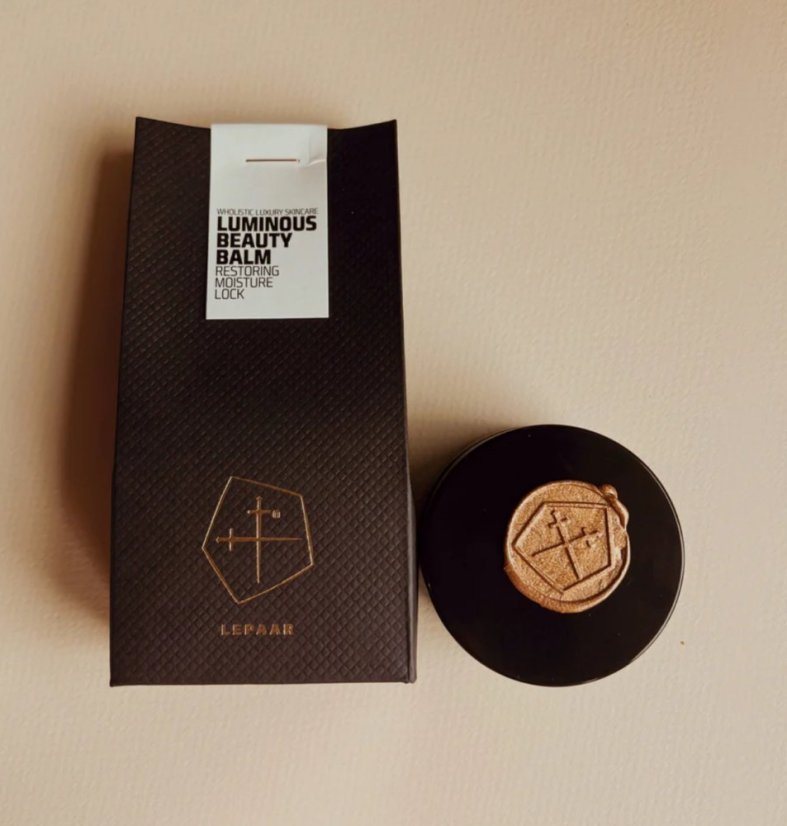 WHOLISTIC LUXURY SKINCARE
LUMINOUS
BEAUTY
BALM
RESTORING
MOISTURE
LOCK
LEPAAR